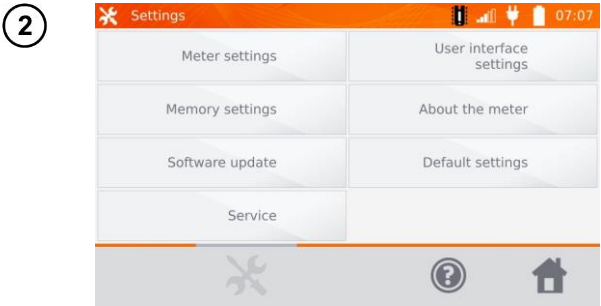 2
Settings
07:07
Meter settings
User interface
settings
Memory settings
About the meter
Software update
Default settings
Service
?